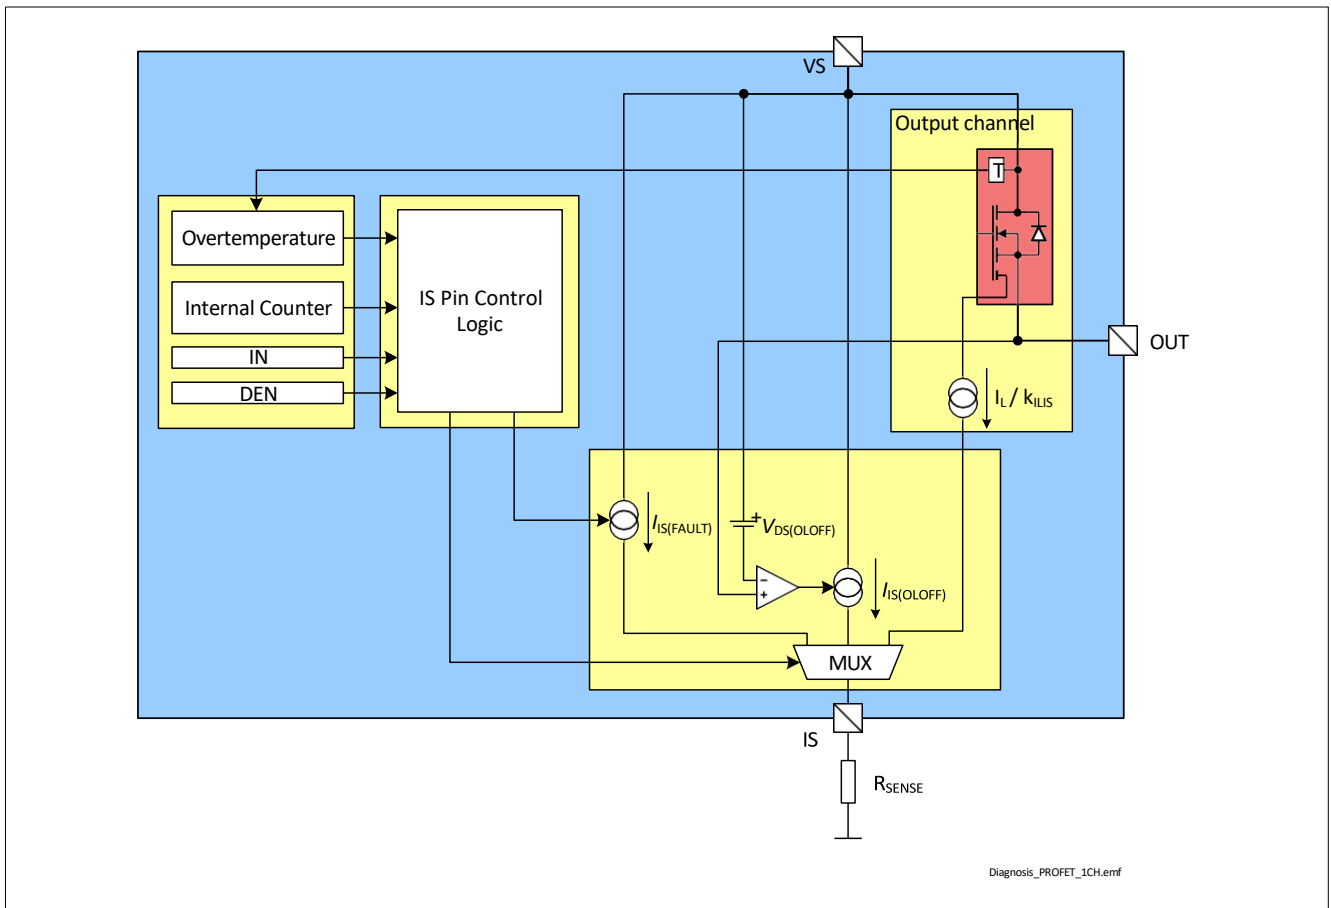 VS
Output channel
T
Overtemperature
Internal Counter
IS Pin Control
Logic
IN
DEN
OUT
IL / kILIS
IIS(FAULT)
+
VDS(OLOFF)
−
+
IIS(OLOFF)
MUX
IS
RSENSE
Diagnosis_PROFET_1CH.emf